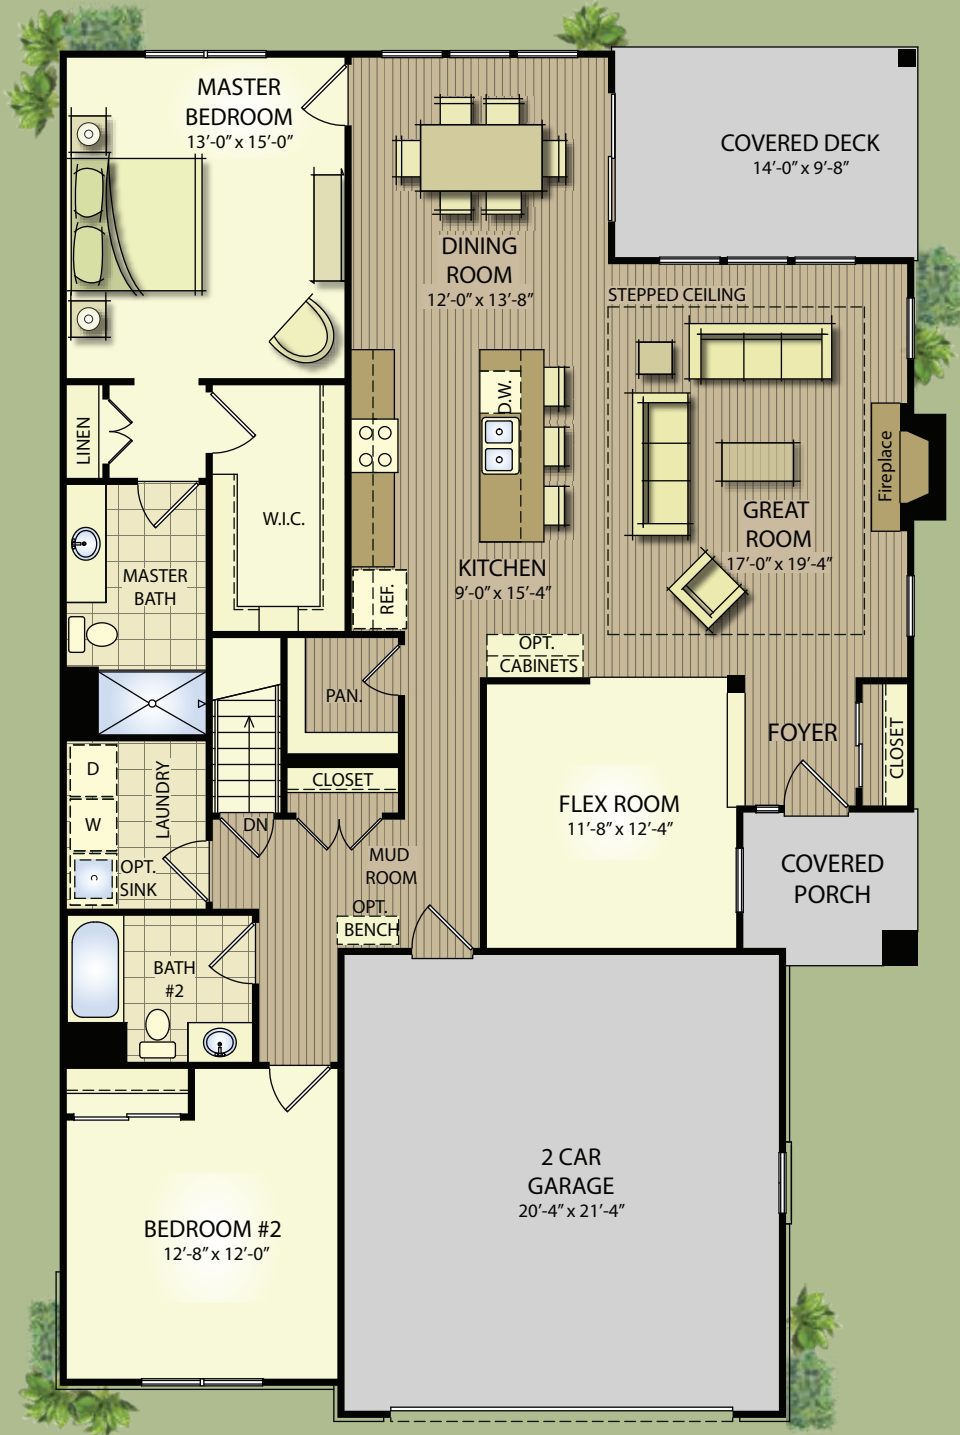 MASTER
BEDROOM
13'-0" x 15'-0"
COVERED DECK
14'-0" x 9'-8"
DINING
ROOM
12'-0" x 13'-8"
STEPPED CEILING
LINEN
W.I.C.
D.W.
Fireplace
GREAT
ROOM
17'-0" x 19'-4"
KITCHEN
9'-0" x 15'-4"
MASTER
BATH
REF.
OPT.
CABINETS
PAN.
FOYER
CLOSET
D
W
LAUNDRY
OPT.
SINK
CLOSET
DN
MUD
ROOM
OPT.
BENCH
FLEX ROOM
11'-8" x 12'-4"
COVERED
PORCH
BATH
#2
2 CAR
GARAGE
20'-4" x 21'-4"
BEDROOM #2
12'-8" x 12'-0"